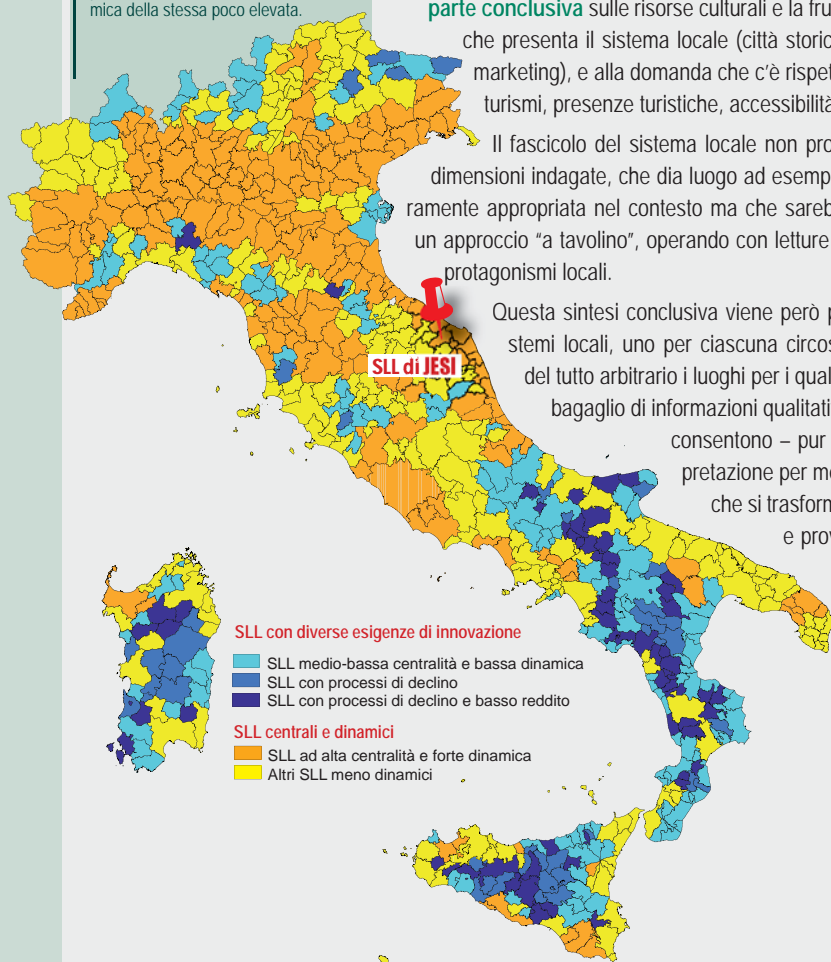 mica della stessa poco elevata.
parte conclusiva sulle risorse culturali e la fru
che presenta il sistema locale (città storic
marketing), e alla domanda che c'è rispet
turismi, presenze turistiche, accessibilità
Il fascicolo del sistema locale non pro
dimensioni indagate, che dia luogo ad esemp
ramente appropriata nel contesto ma che sareb
un approccio “a tavolino”, operando con letture
protagonismi locali.
Questa sintesi conclusiva viene però p
stemi locali, uno per ciascuna circos
del tutto arbitrario i luoghi per i qual
bagaglio di informazioni qualitati
consentono – pur
pretazione per me
che si trasform
e prov
SLL di JESI
SLL con diverse esigenze di innovazione
SLL medio-bassa centralità e bassa dinamica
SLL con processi di declino
SLL con processi di declino e basso reddito
SLL centrali e dinamici
SLL ad alta centralità e forte dinamica
Altri SLL meno dinamici